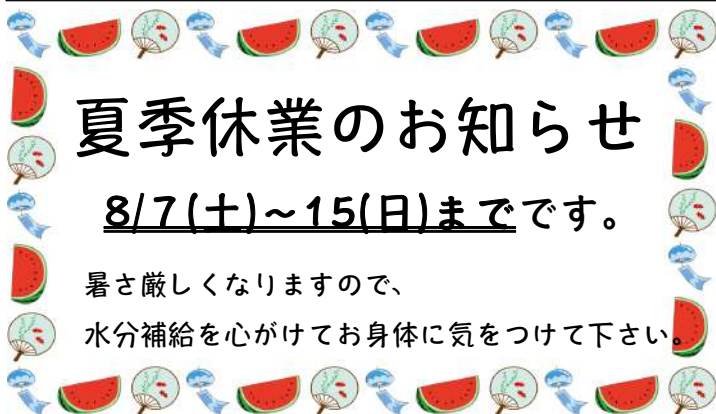 夏季休業のお知らせ
8/7(土)～15(日)までです。
暑さ厳しくなりますので、
水分補給を心がけてお身体に気をつけて下さい。